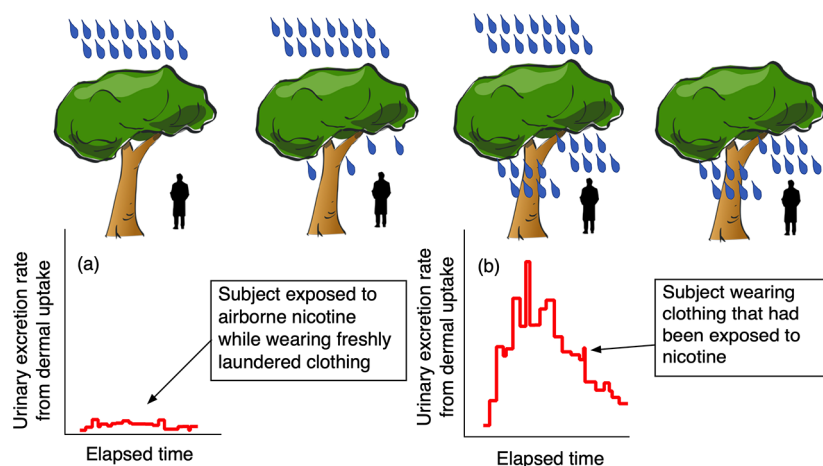 (a)
Urinary excretion rate
from dermal uptake
Subject exposed to
airborne nicotine
while wearing freshly
laundered clothing
Elapsed time
(b)
Urinary excretion rate
from dermal uptake
Subject wearing
clothing that had
been exposed to
nicotine
Elapsed time